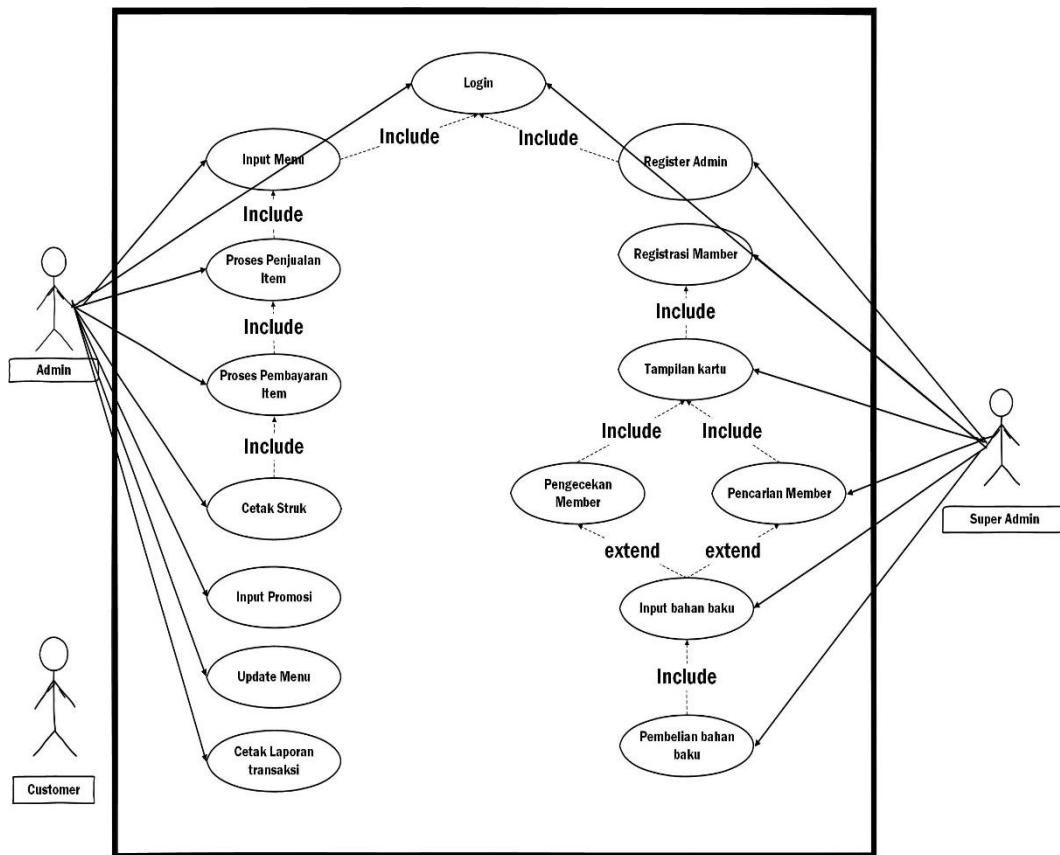 Login
Include
Include
Input Menu
Register Admin
Include
Proses Penjualan
Item
Registrasi Mamber
Include
Include
Admin
Proses Pembayaran
Item
Tampilan kartu
Include
Include
Include
Cetak Struk
Pengecekan
Member
Pencarian Member
Super Admin
extend
extend
Input Promosi
Input bahan baku
Update Menu
Include
Cetak Laporan
transaksi
Pembelian bahan
baku
Customer